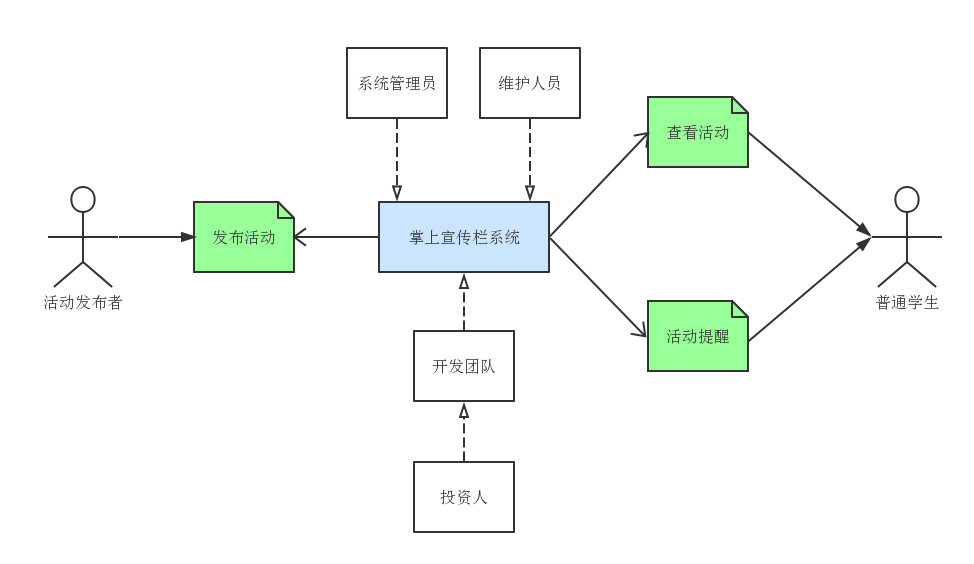 系统管理员
维护人员
查看活动
发布活动
掌上宣传栏系统
活动发布者
普通学生
活动提醒
开发团队
投资人